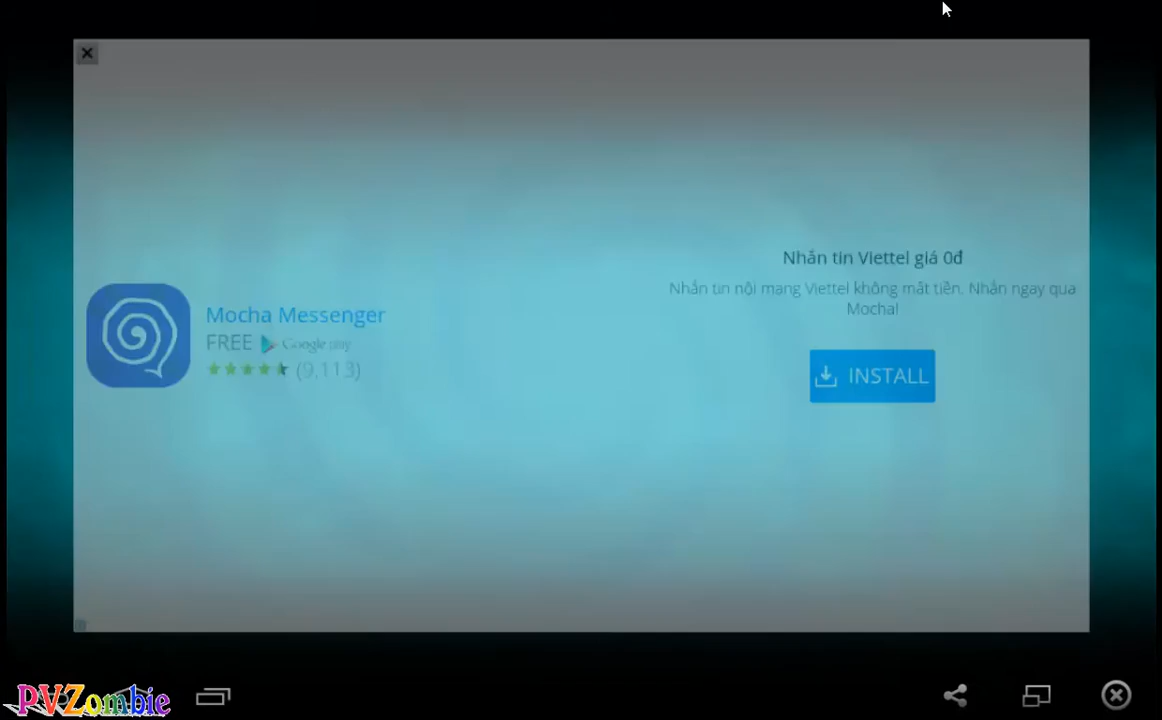 Nhắn tin Viettel giá 0đ
Nhắn tin nội mạng Viettel không mất tiền. Nhắn ngay qua
Mocha!
Mocha Messenger
FREE Google play
(9,113)
INSTALL
PVZombie